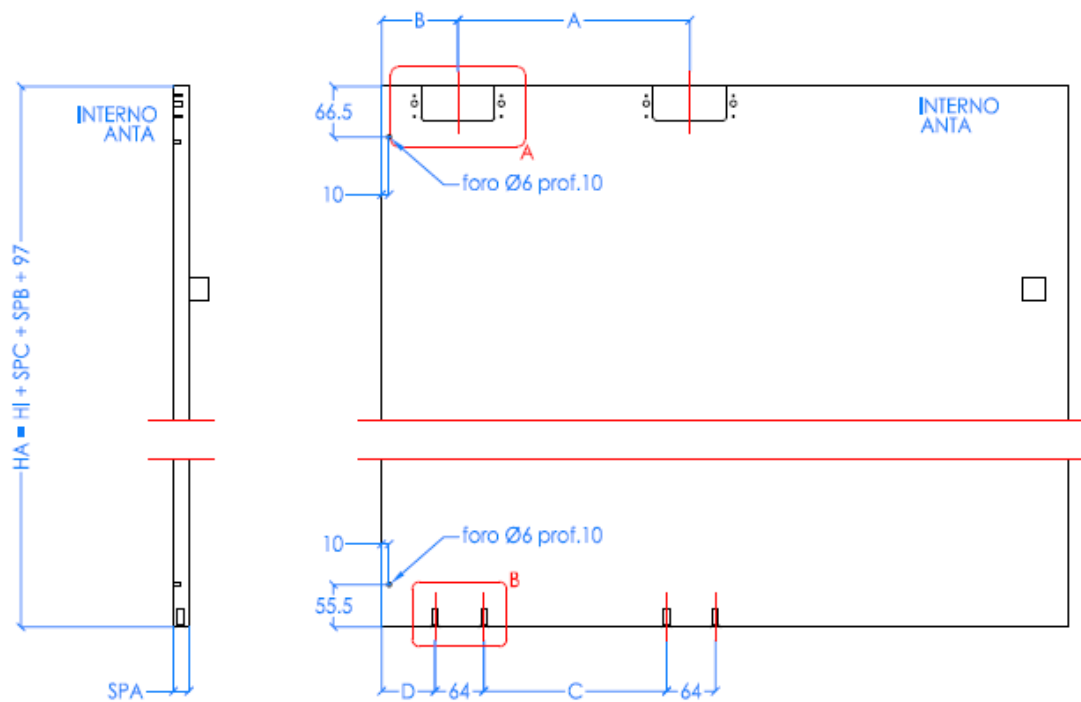 B
A
66.5
INTERNO
ANTA
INTERNO
ANTA
A
foro Ø6 prof.10
10
HA = HI + SPC + SPB + 97
foro Ø6 prof.10
10
B
55.5
SPA
D
64
C
64